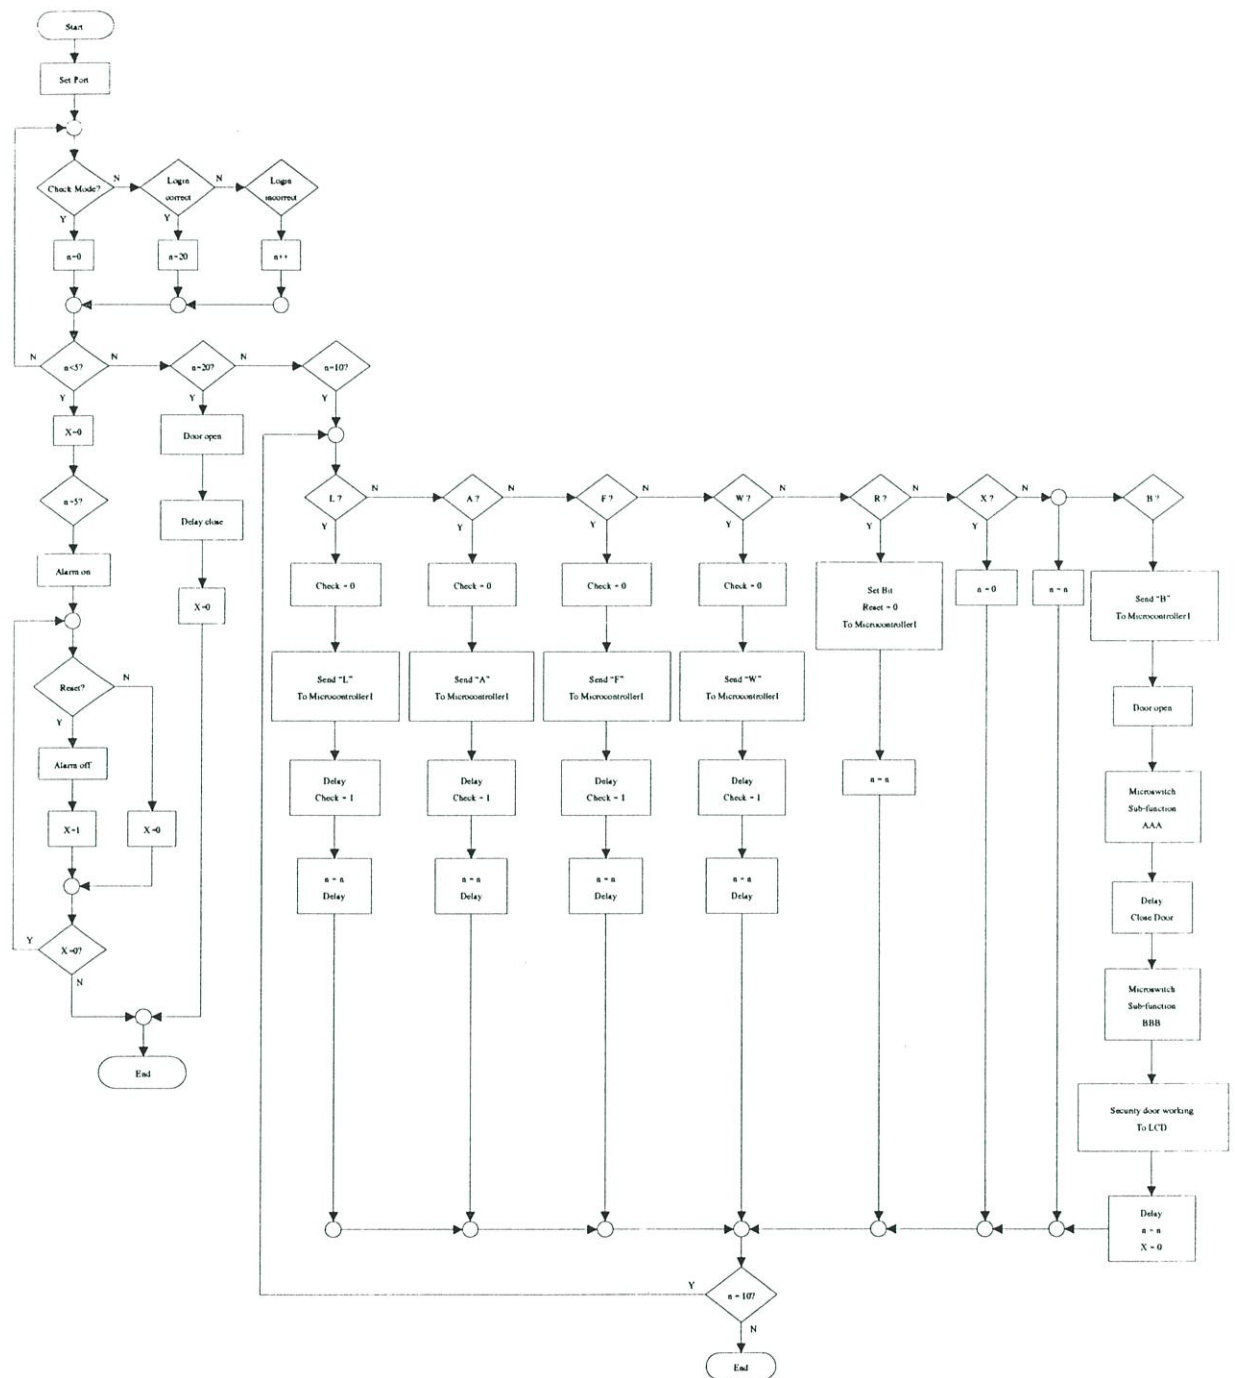 Start
Set Port
Check Mode?
N
Login
correct
N
Login
incorrect
Y
Y
n=0
n=20
n++
N
n<5?
N
n=20?
N
n=10?
Y
Y
Y
X=0
Door open
n=5?
Delay close
Alarm on
X=0
Reset?
N
Y
Alarm off
X=1
X=0
Y
X=0?
N
End
L ?
N
A ?
N
F ?
N
W ?
N
R ?
N
X ?
N
B ?
Y
Y
Y
Y
Y
Y
Check = 0
Check = 0
Check = 0
Check = 0
Set Bit
Reset = 0
To Microcontroller1
n = 0
n = n
Send “B”
To Microcontroller1
Send “L”
To Microcontroller1
Send “A”
To Microcontroller1
Send “F”
To Microcontroller1
Send “W”
To Microcontroller1
Door open
Delay
Check = 1
Delay
Check = 1
Delay
Check = 1
Delay
Check = 1
n = n
Microswitch
Sub-function
AAA
n = n
Delay
n = n
Delay
n = n
Delay
n = n
Delay
Delay
Close Door
Microswitch
Sub-function
BBB
Security door working
To LCD
Delay
n = n
X = 0
Y
n = 10?
N
End